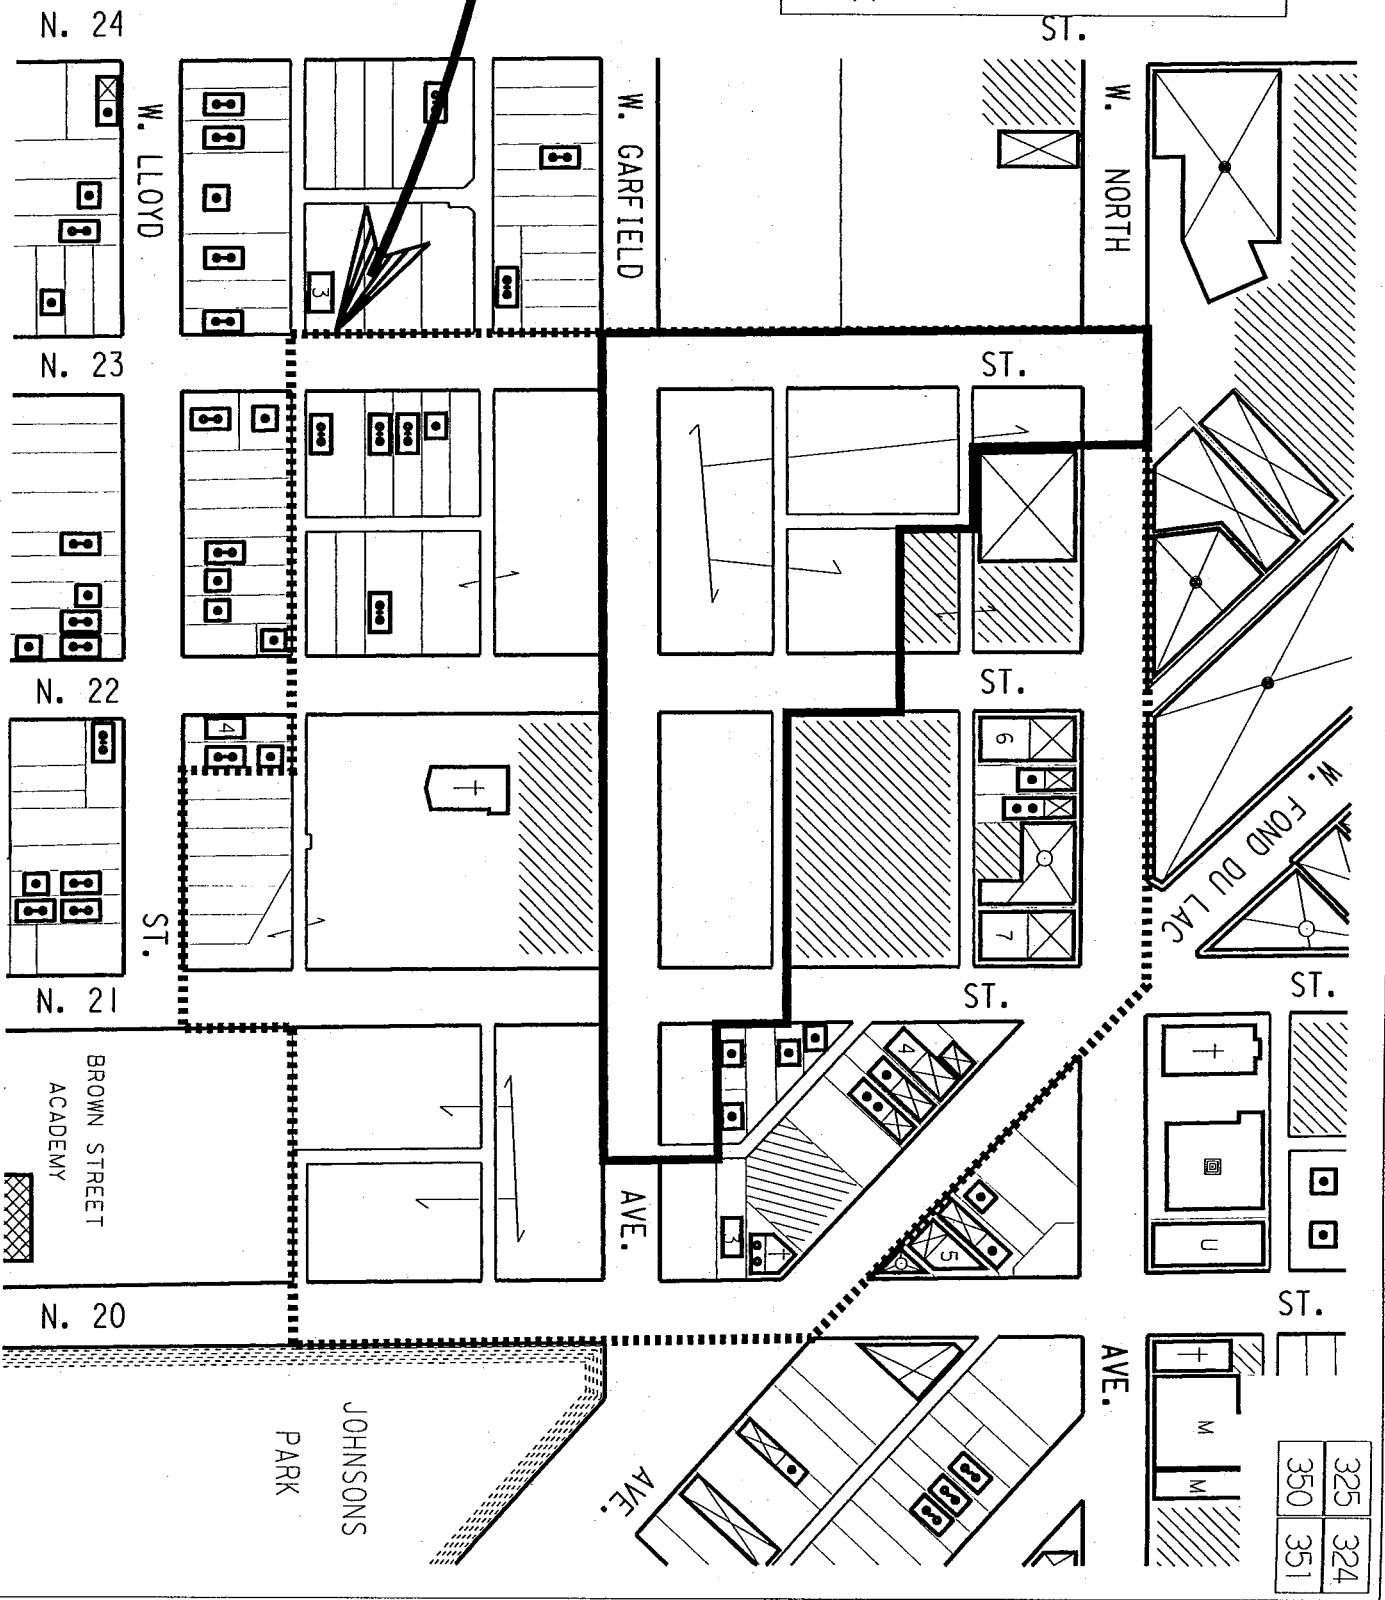 N. 24
ST.
W. LLOYD
W. GARFIELD
W. NORTH
3
N. 23
ST.
N. 22
ST.
4
6
7
W. FOND DU LAC
ST.
N. 21
ST.
ST.
4
BROWN STREET
ACADEMY
AVE.
3
5
U
N. 20
ST.
AVE.
JOHNSONS
PARK
AVE.
M
M
325 324
350 351